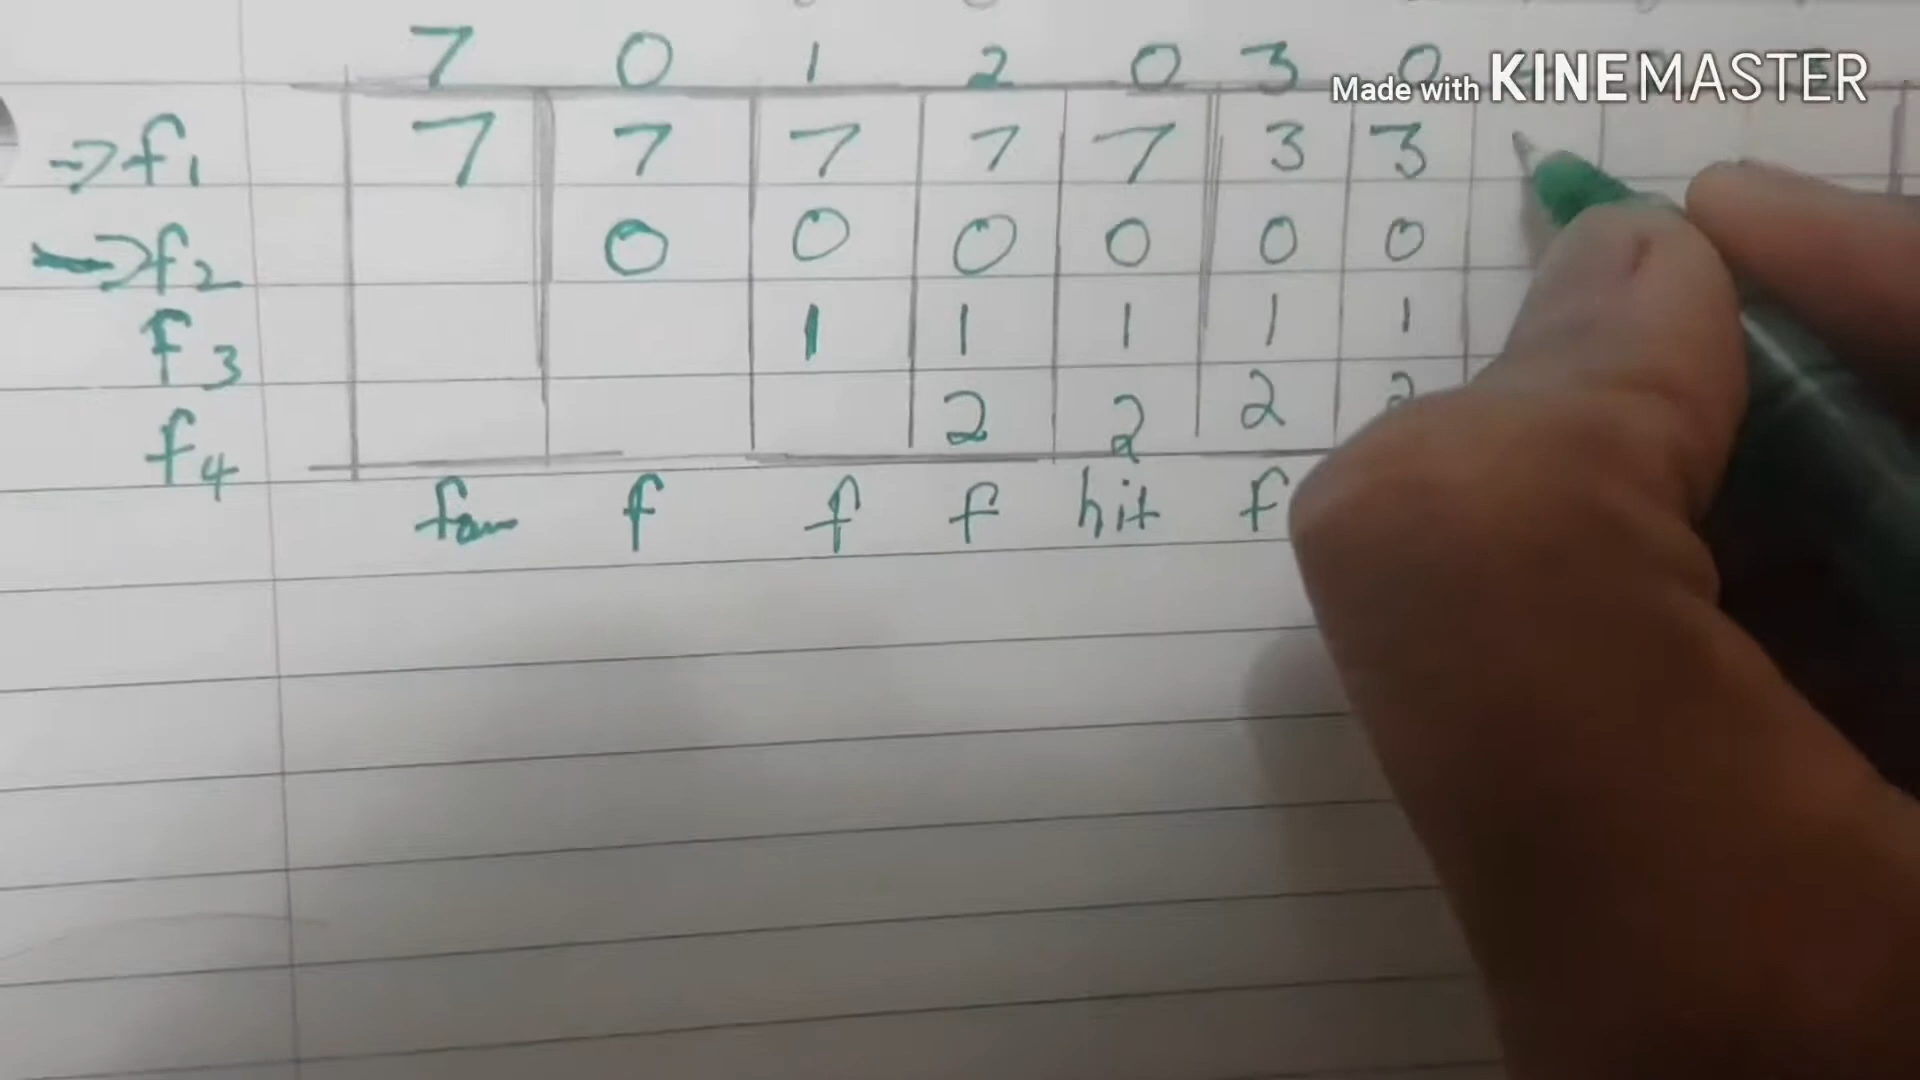 7 0 1 2 0 3 0
Made with KINEMASTER
->f1 7 7 7 7 7 3 3
->f2 0 0 0 0 0 0
f3 1 1 1 1 1
f4 2 2 2 2
f f f hit f